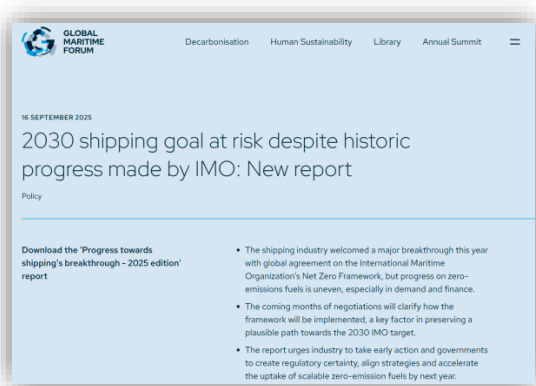 GLOBAL
MARITIME
FORUM
Decarbonisation Human Sustainability Library Annual Summit
16 SEPTEMBER 2025
2030 shipping goal at risk despite historic
progress made by IMO: New report
Policy
Download the 'Progress towards
shipping's breakthrough - 2025 edition'
report
• The shipping industry welcomed a major breakthrough this year
with global agreement on the International Maritime
Organization's Net Zero Framework, but progress on zero-
emissions fuels is uneven, especially in demand and finance.
• The coming months of negotiations will clarify how the
framework will be implemented, a key factor in preserving a
plausible path towards the 2030 IMO target.
• The report urges industry to take early action and governments
to create regulatory certainty, align strategies and accelerate
the uptake of scalable zero-emission fuels by next year.